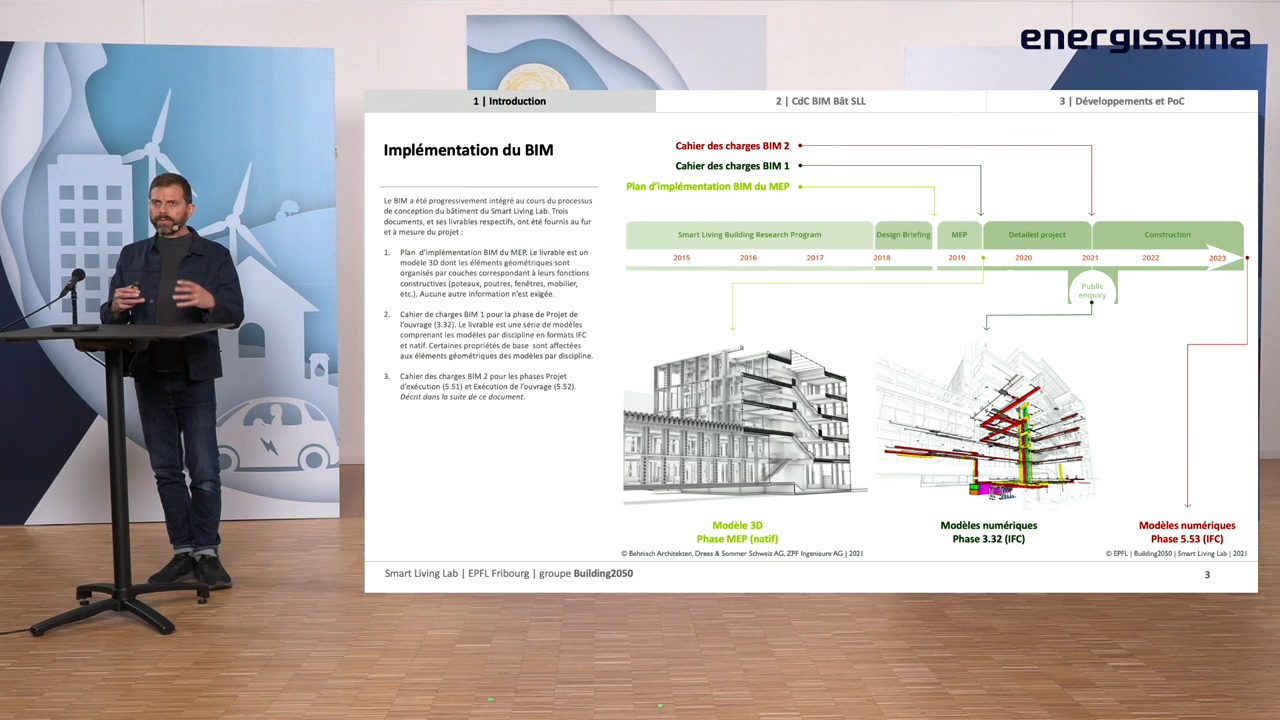 energissima
1 | Introduction
2 | CdC BIM Bât SLL
3 | Développements et PoC
Implémentation du BIM
Le BIM a été progressivement intégré au cours du processus
de conception du bâtiment du Smart Living Lab. Trois
documents, et ses livrables respectifs, ont été fournis au fur
et à mesure du projet :
1. Plan d'implémentation BIM du MEP. Le livrable est un
modèle 3D dont les éléments géométriques sont
organisés par couches correspondant à leurs fonctions
constructives (poteaux, poutres, fenêtres, mobilier,
etc.). Aucune autre information n'est exigée.
2. Cahier de charges BIM 1 pour la phase de Projet de
l'ouvrage (3.32). Le livrable est une série de modèles
comprenant les modèles par discipline en formats IFC
et natif. Certaines propriétés de base sont affectées
aux éléments géométriques des modèles par discipline.
3. Cahier des charges BIM 2 pour les phases Projet
d'exécution (5.51) et Exécution de l'ouvrage (5.52).
Décrit dans la suite de ce document.
Cahier des charges BIM 2
Cahier des charges BIM 1
Plan d'implémentation BIM du MEP
Smart Living Building Research Program
Design Briefing
MEP
Detailed project
Construction
2015 2016 2017 2018 2019 2020 2021 2022 2023
Public
enquiry
Modèle 3D
Phase MEP (natif)
Modèles numériques
Phase 3.32 (IFC)
Modèles numériques
Phase 5.53 (IFC)
© Behnisch Architekten, Drees & Sommer Schweiz AG, ZPF Ingenieure AG | 2021
© EPFL | Building2050 | Smart Living Lab | 2021
Smart Living Lab | EPFL Fribourg | groupe Building2050
3